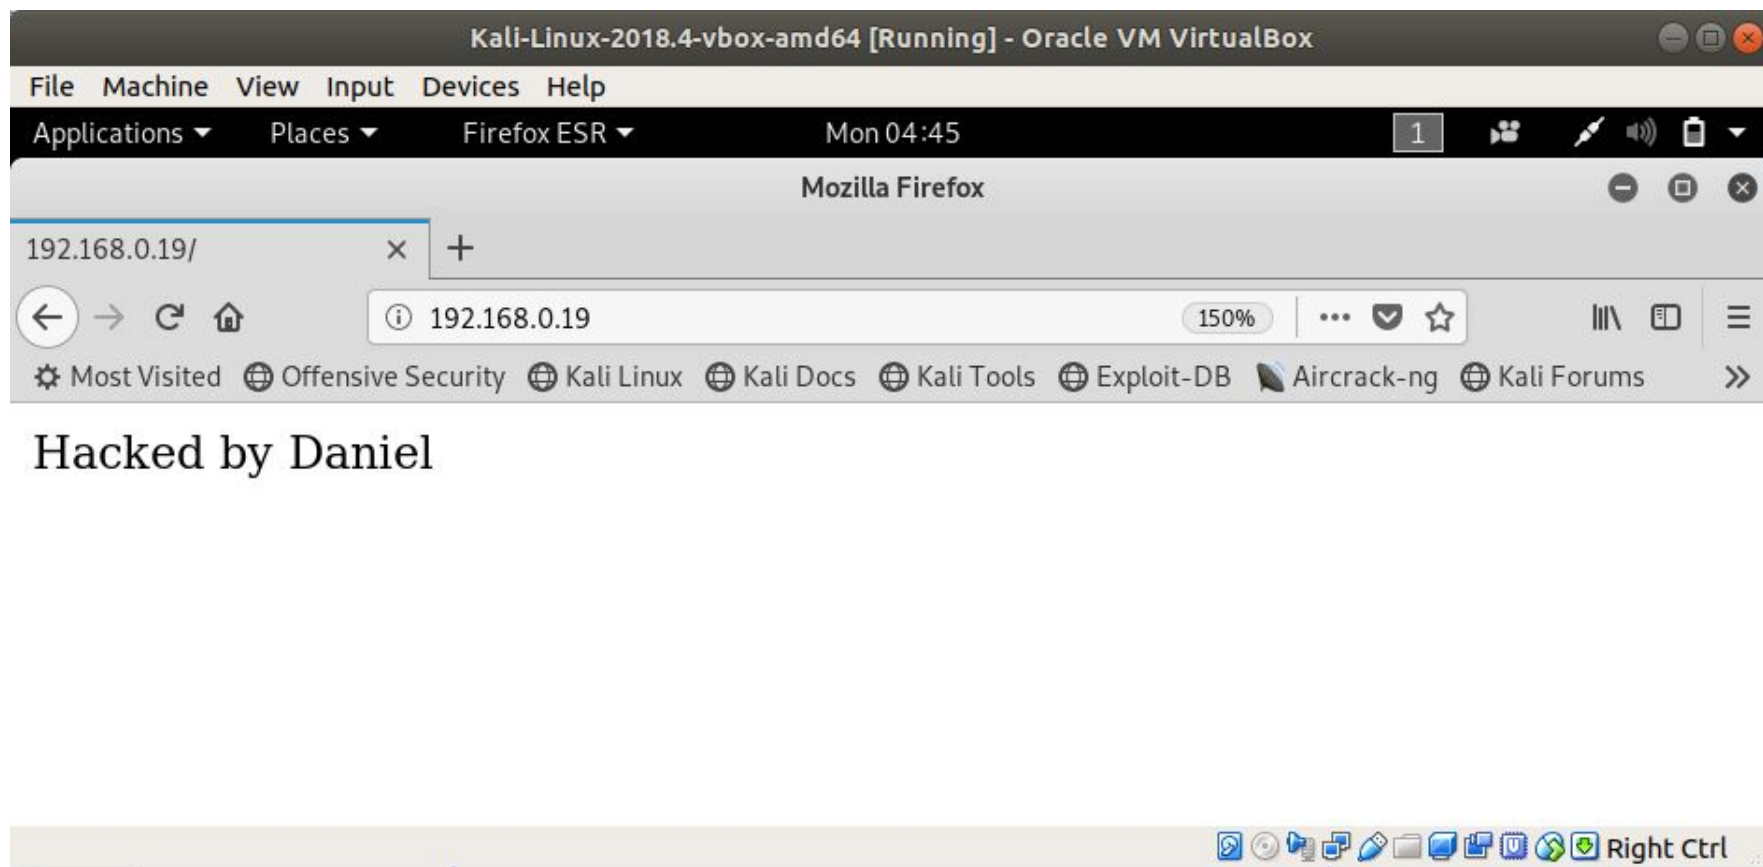 Kali-Linux-2018.4-vbox-amd64 [Running] - Oracle VM VirtualBox
File Machine View Input Devices Help
Applications Places Firefox ESR Mon 04:45 1
Mozilla Firefox
192.168.0.19/
192.168.0.19 150%
Most Visited Offensive Security Kali Linux Kali Docs Kali Tools Exploit-DB Aircrack-ng Kali Forums
Hacked by Daniel
Right Ctrl